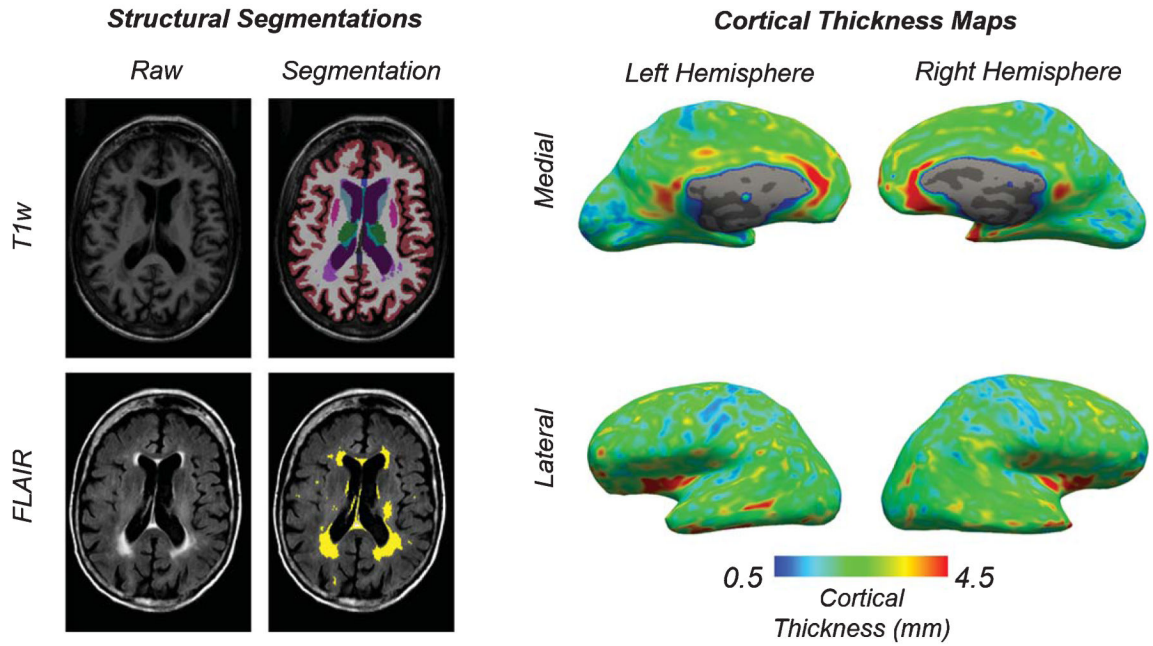 Structural Segmentations
Raw
Segmentation
T1w
FLAIR
Cortical Thickness Maps
Left Hemisphere
Right Hemisphere
Medial
Lateral
0.5
4.5
Cortical
Thickness (mm)